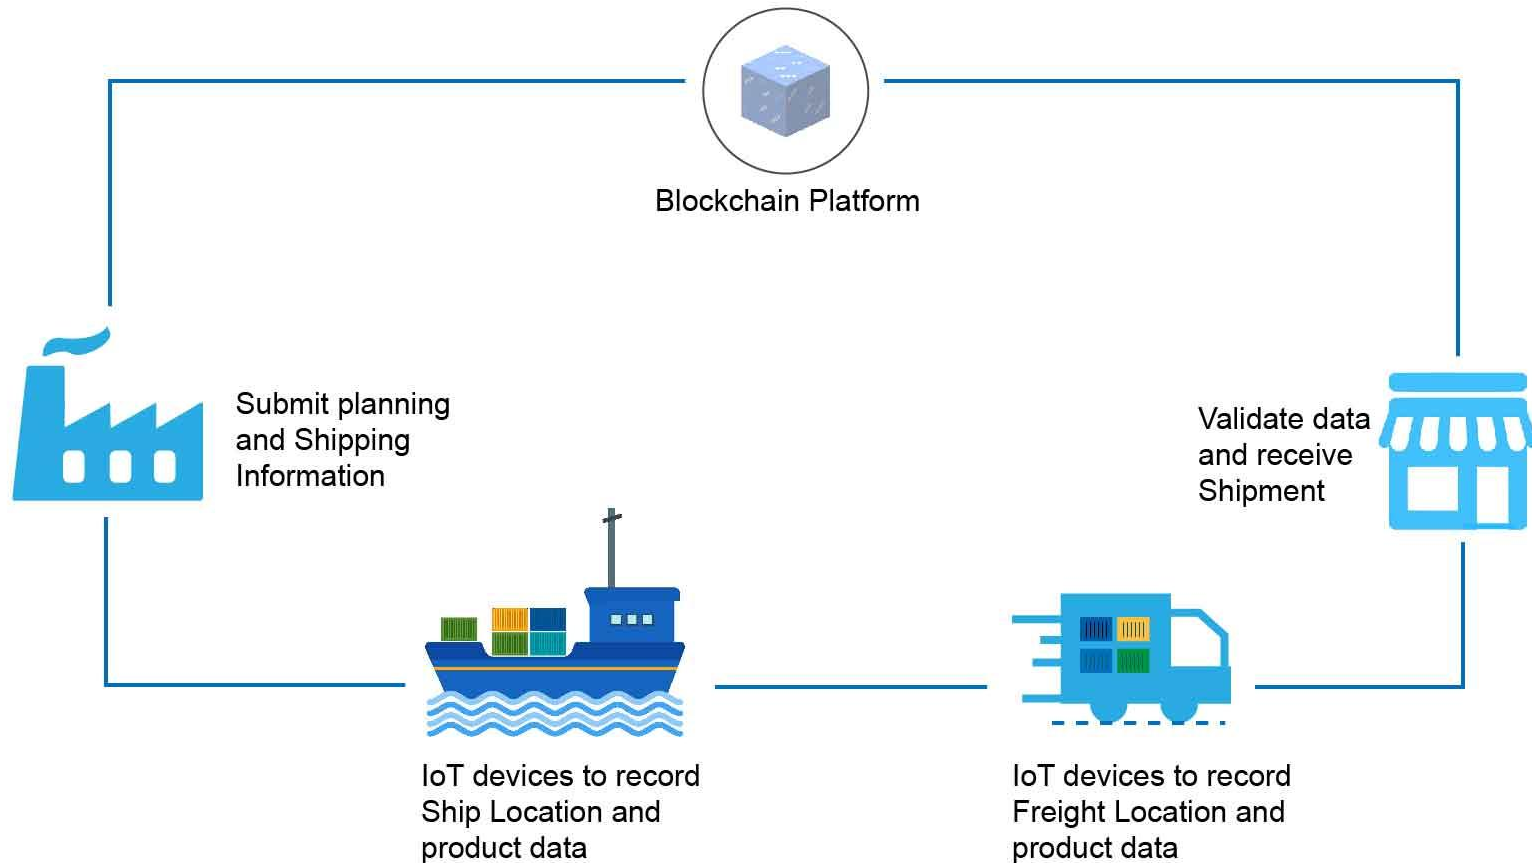 Blockchain Platform
Submit planning
and Shipping
Information
Validate data
and receive
Shipment
IoT devices to record
Ship Location and
product data
IoT devices to record
Freight Location and
product data